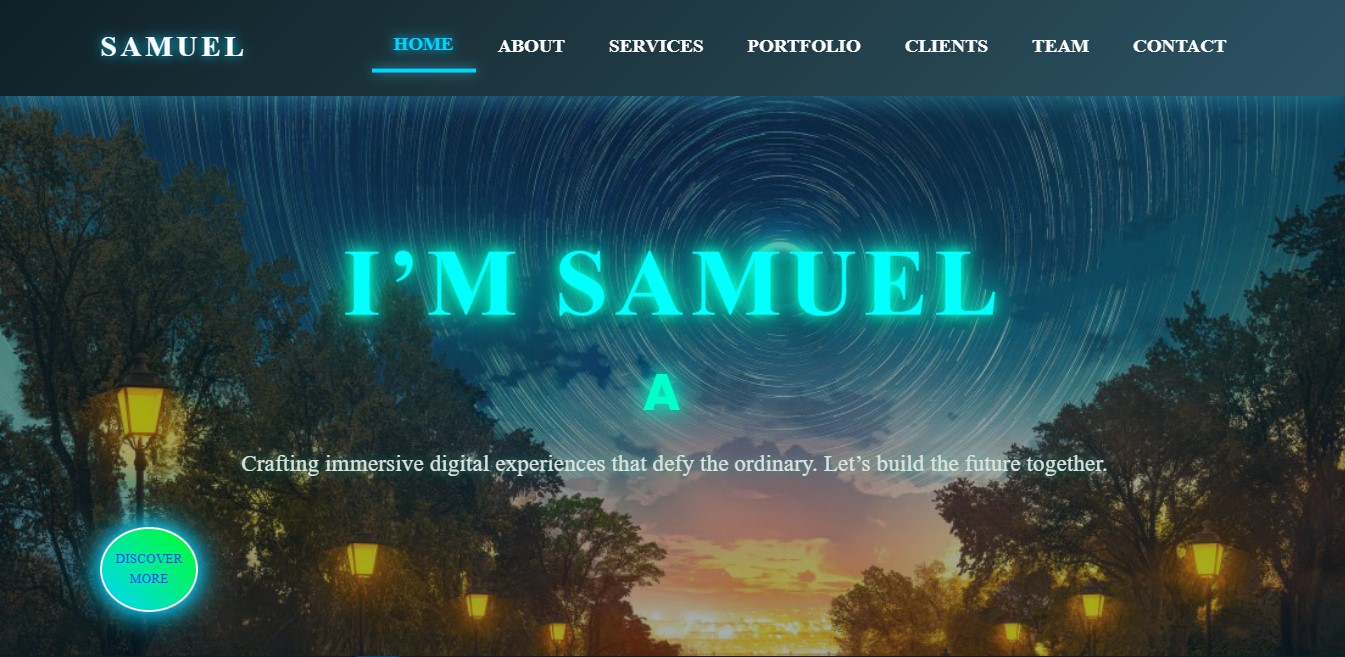 SAMUEL
HOME ABOUT SERVICES PORTFOLIO CLIENTS TEAM CONTACT
I’M SAMUEL
A
Crafting immersive digital experiences that defy the ordinary. Let’s build the future together.
DISCOVER
MORE